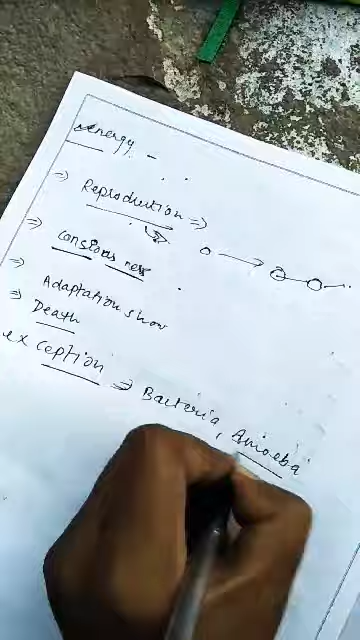 energy -
⇒ Reproduction ⇒
⇒ Consious ness
⇒ Adaptation show
⇒ Death
exception ⇒ Bacteria, Amoeba